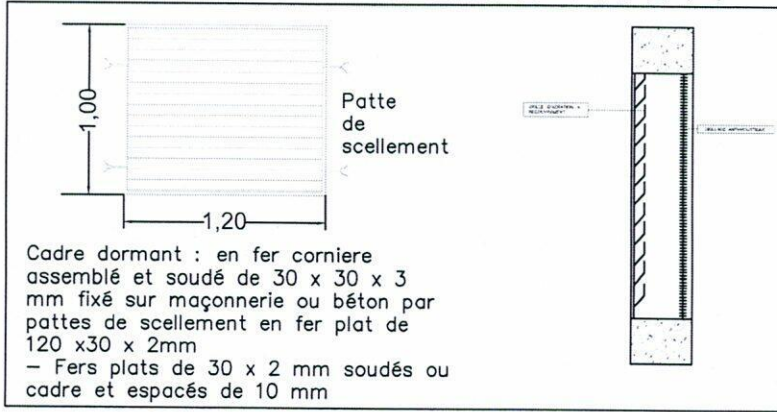 1,00
Patte
de
scellement
1,20
Cadre dormant : en fer corniere
assemblé et soudé de 30 x 30 x 3
mm fixé sur maçonnerie ou béton par
pattes de scellement en fer plat de
120 x30 x 2mm
– Fers plats de 30 x 2 mm soudés ou
cadre et espacés de 10 mm